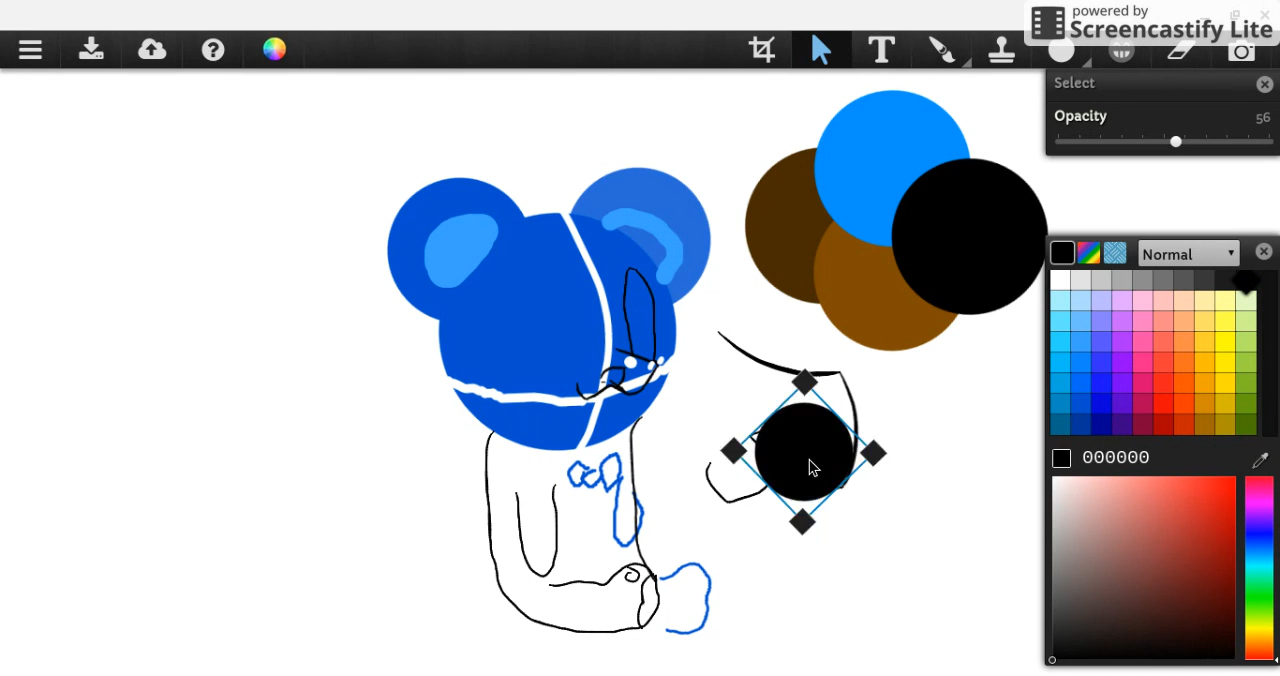 powered by
Screencastify Lite
T
Select
Opacity 56
Normal
000000